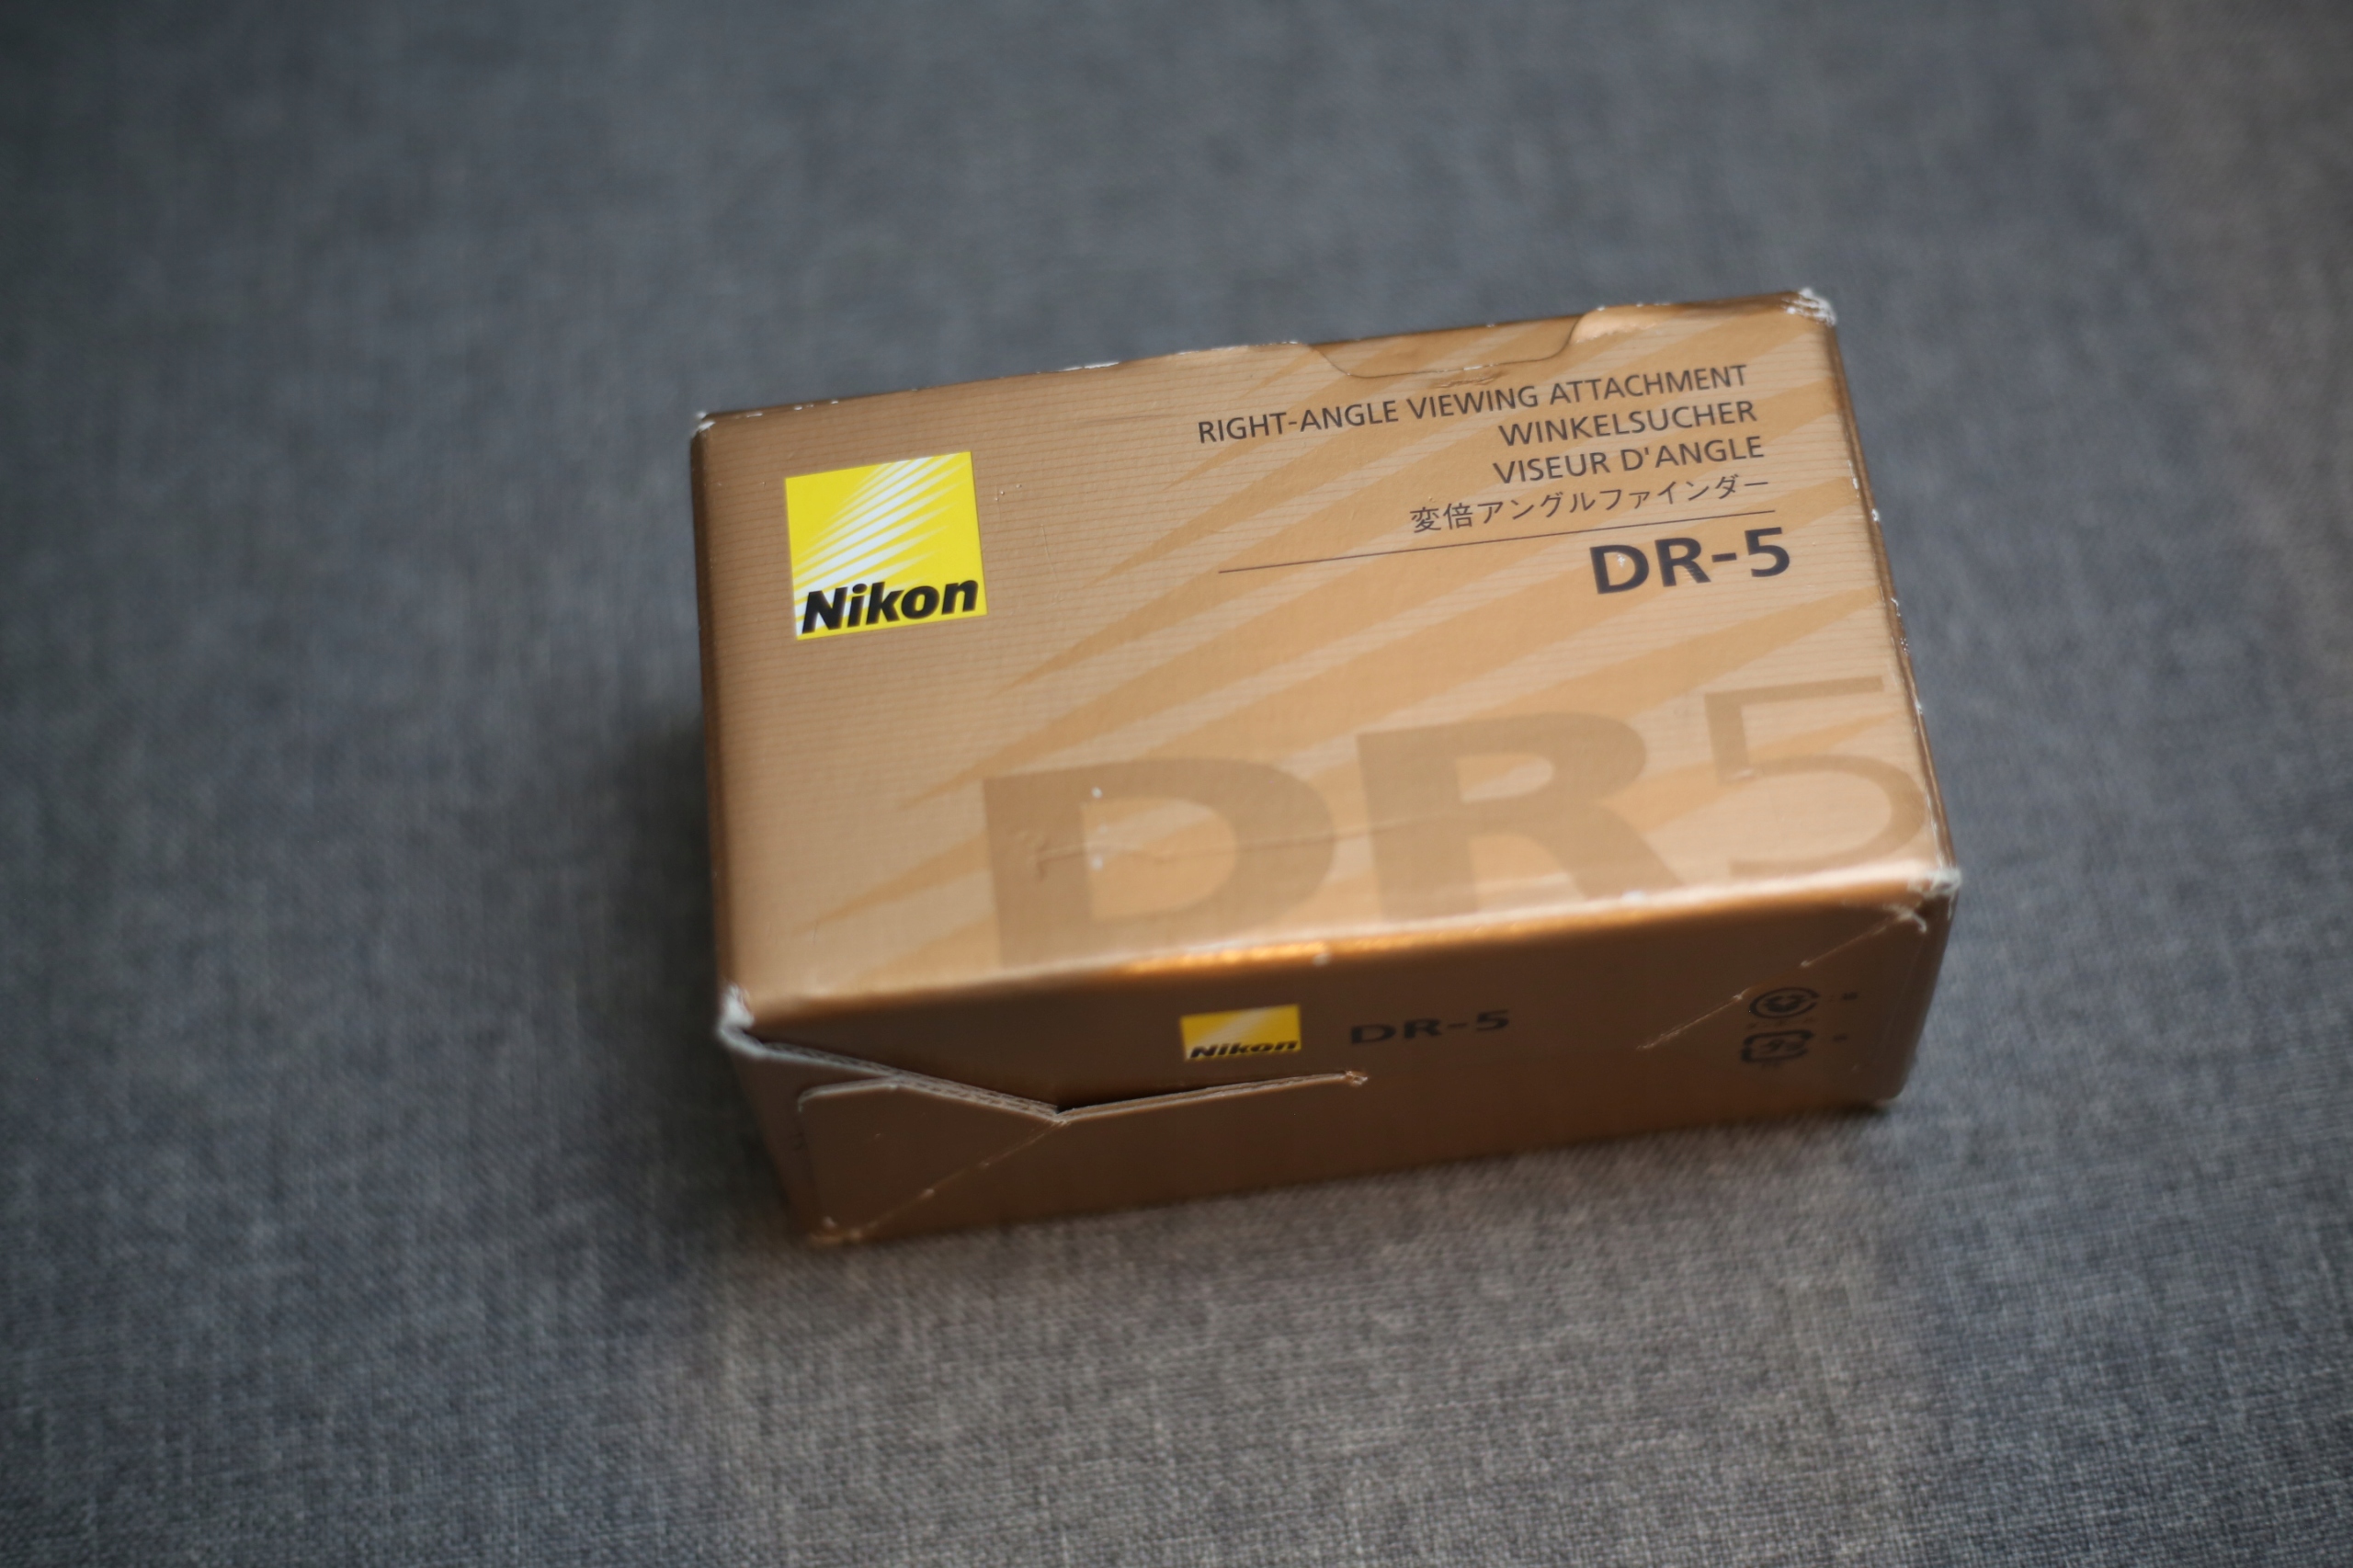 Nikon
RIGHT-ANGLE VIEWING ATTACHMENT
WINKELSUCHER
VISEUR D'ANGLE
変倍アングルファインダー
DR-5
DR5
Nikon DR-5